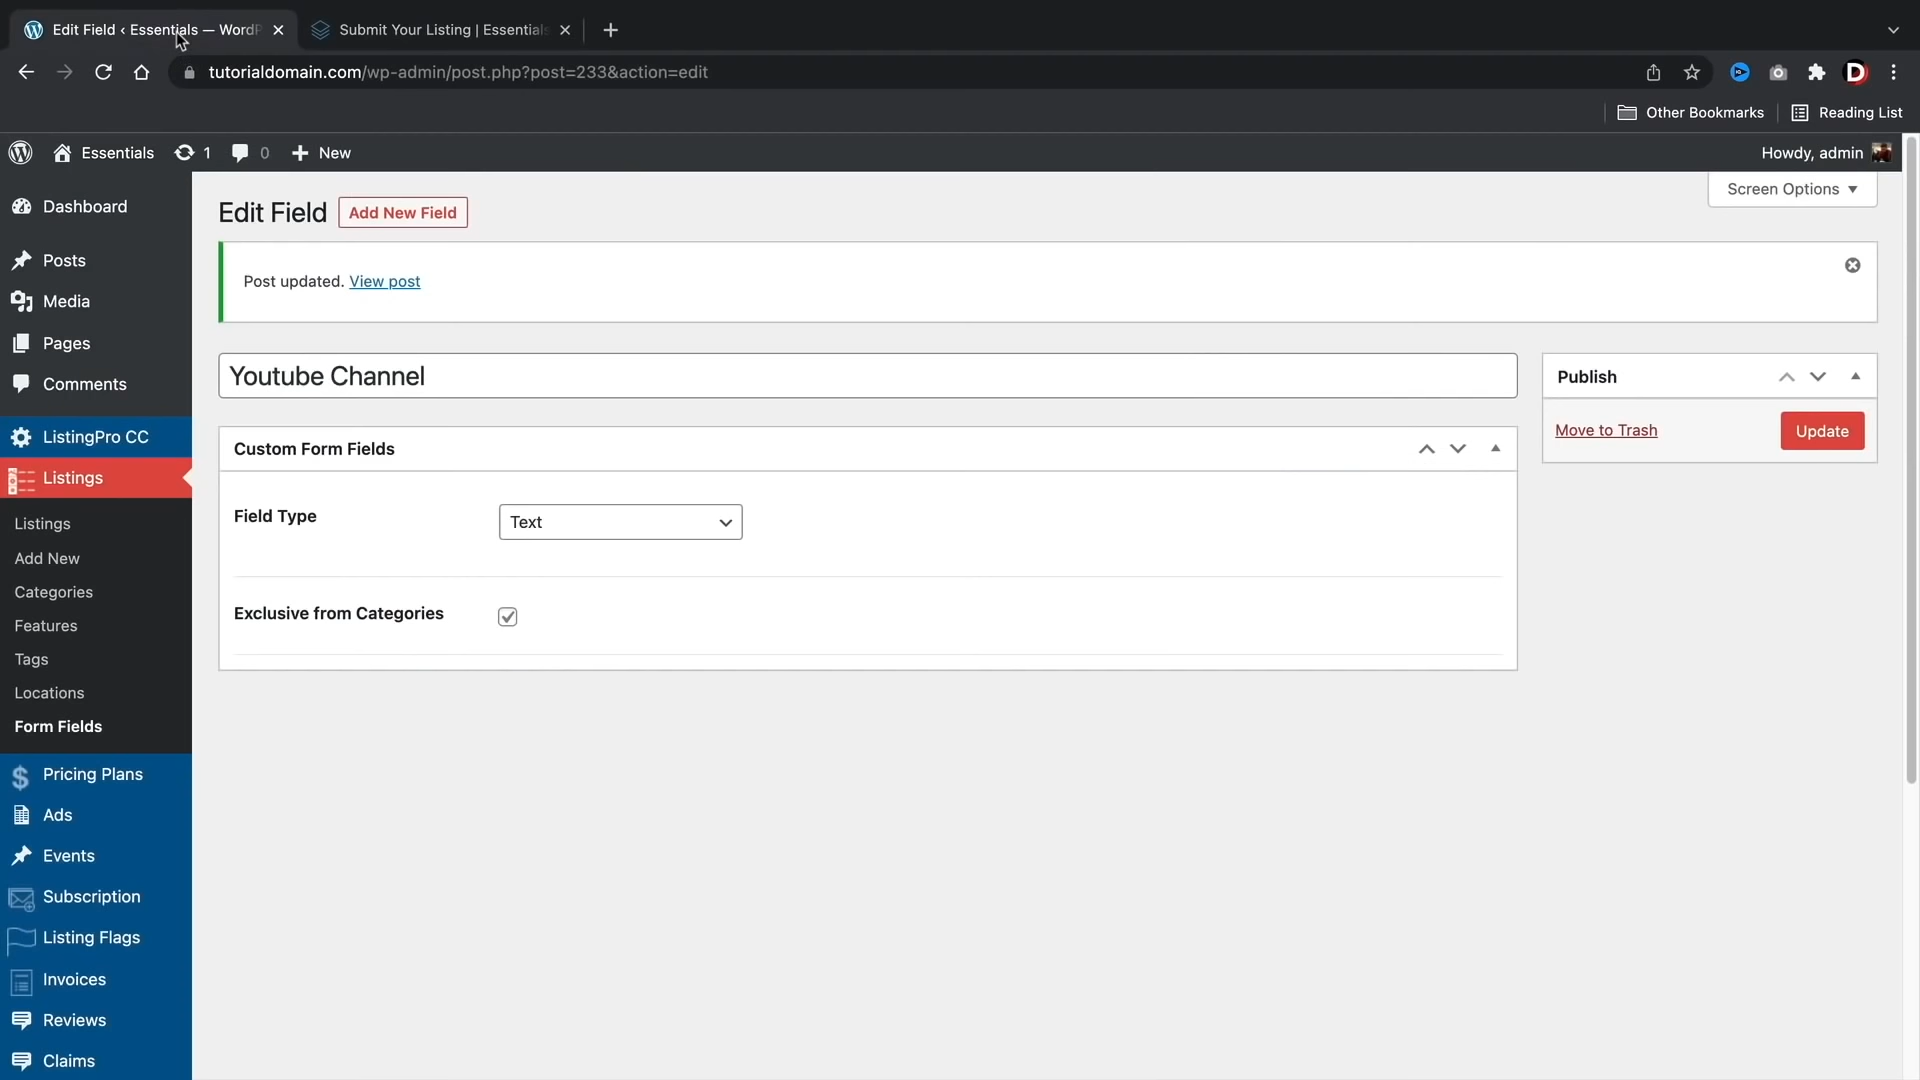 Edit Field ‹ Essentials — WordP
Submit Your Listing | Essentials
tutorialdomain.com/wp-admin/post.php?post=233&action=edit
Other Bookmarks
Reading List
Essentials
1
0
New
Howdy, admin
Screen Options
Dashboard
Posts
Media
Pages
Comments
ListingPro CC
Listings
Listings
Add New
Categories
Features
Tags
Locations
Form Fields
Pricing Plans
Ads
Events
Subscription
Listing Flags
Invoices
Reviews
Claims
Edit Field
Add New Field
Post updated. View post
Youtube Channel
Custom Form Fields
Field Type
Text
Exclusive from Categories
Publish
Move to Trash
Update